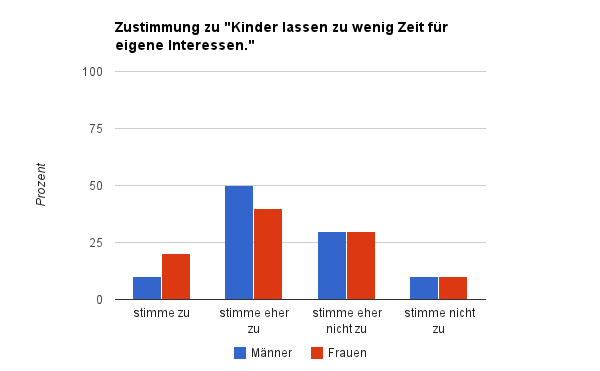 Zustimmung zu "Kinder lassen zu wenig Zeit für
eigene Interessen."
100
75
50
25
0
Prozent
stimme zu
stimme eher
zu
stimme eher
nicht zu
stimme nicht
zu
Männer
Frauen